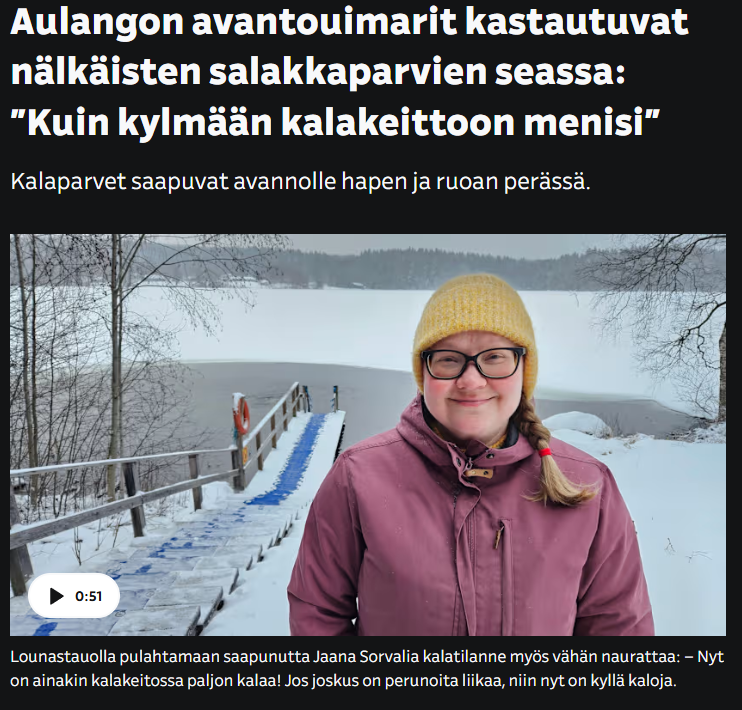 Aulangon avantouimarit kastautuvat
nälkäisten salakkaparvien seassa:
”Kuin kylmään kalakeittoon menisi”
Kalaparvet saapuvat avannolle hapen ja ruoan perässä.
0:51
Lounastauolla pulahtamaan saapunutta Jaana Sorvalia kalatilanne myös vähän naurattaa: – Nyt
on ainakin kalakeitossa paljon kalaa! Jos joskus on perunoita liikaa, niin nyt on kyllä kaloja.